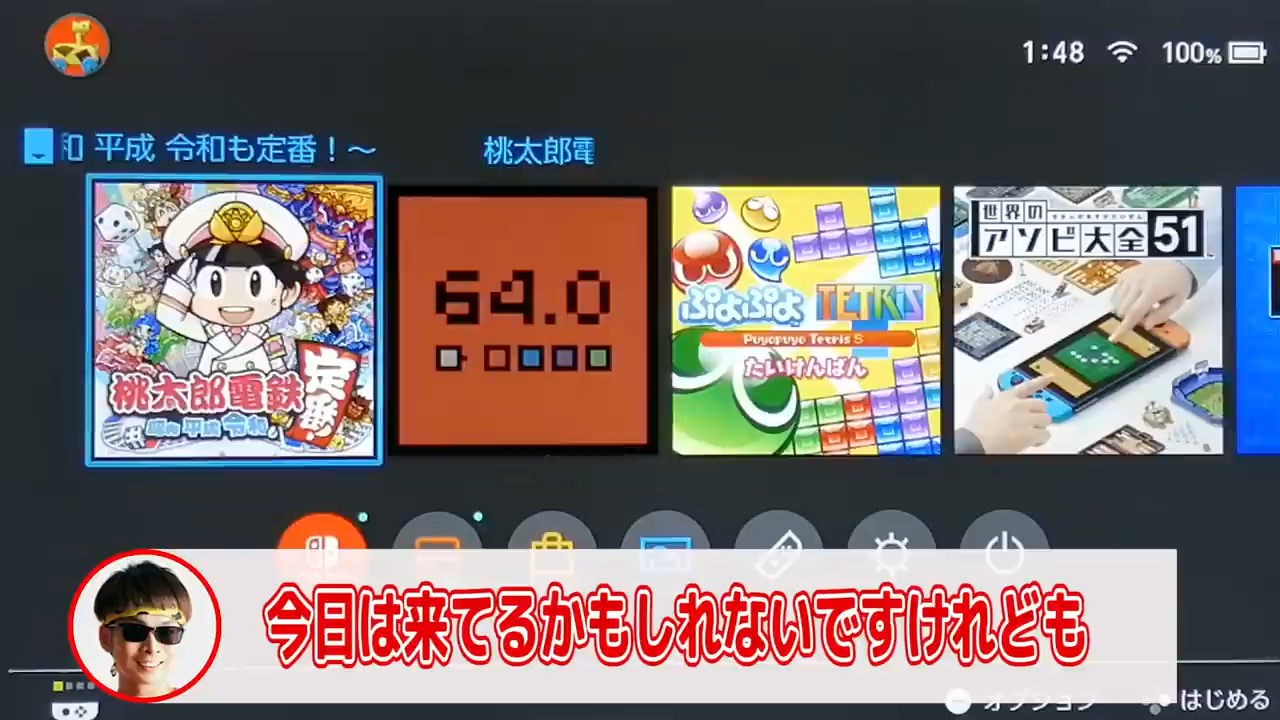 1:48 100%
和 平成 令和も定番！～ 桃太郎電
桃太郎電鉄
昭和 平成 令和も
定番!
64.0
ぷよぷよ TETRIS
Puyopuyo Tetris S
たいけんばん
世界の
アソビ大全51
今日は来てるかもしれないですけれども
オプション はじめる